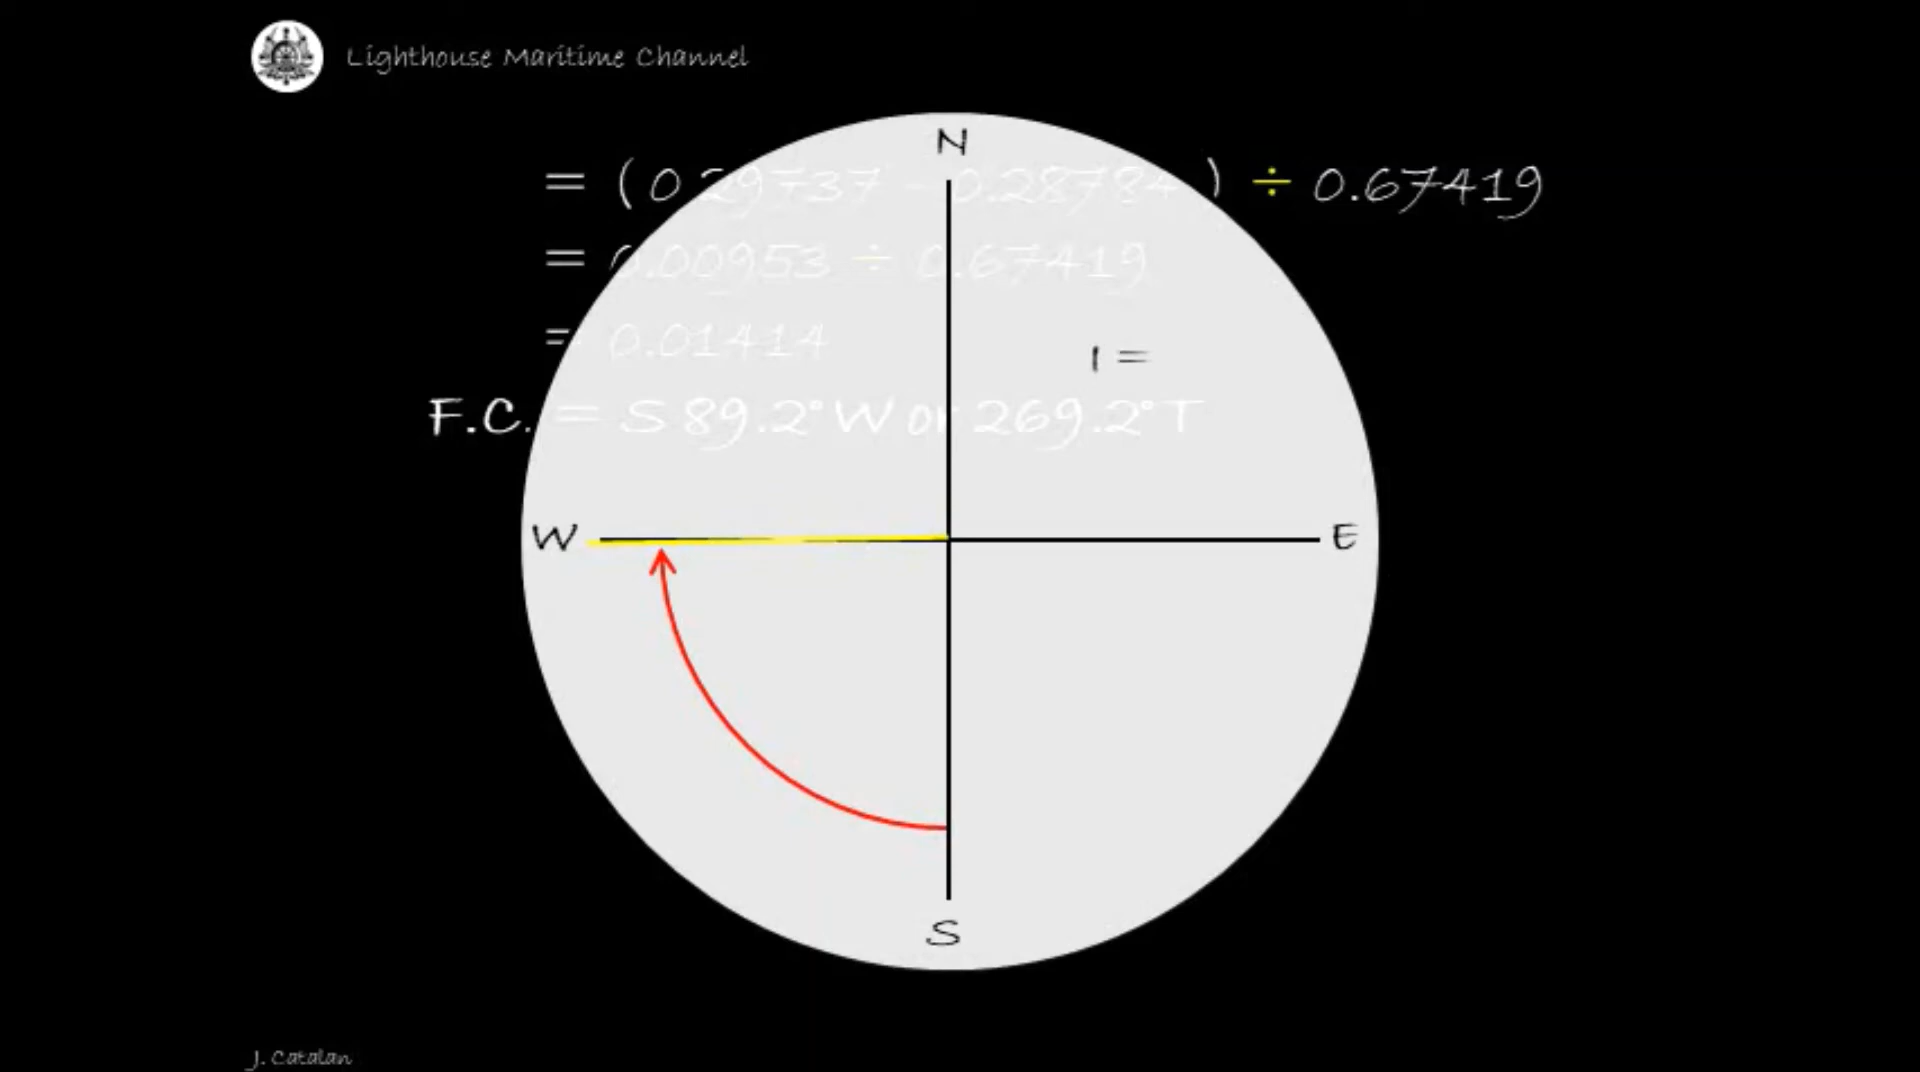 Lighthouse Maritime Channel
N
= ( 0.29737 - 0.28784 ) ÷ 0.67419
= 0.00953 ÷ 0.67419
= 0.01414
1 =
F.C. = S 89.2° W or 269.2° T
W E
S
J. Catalan